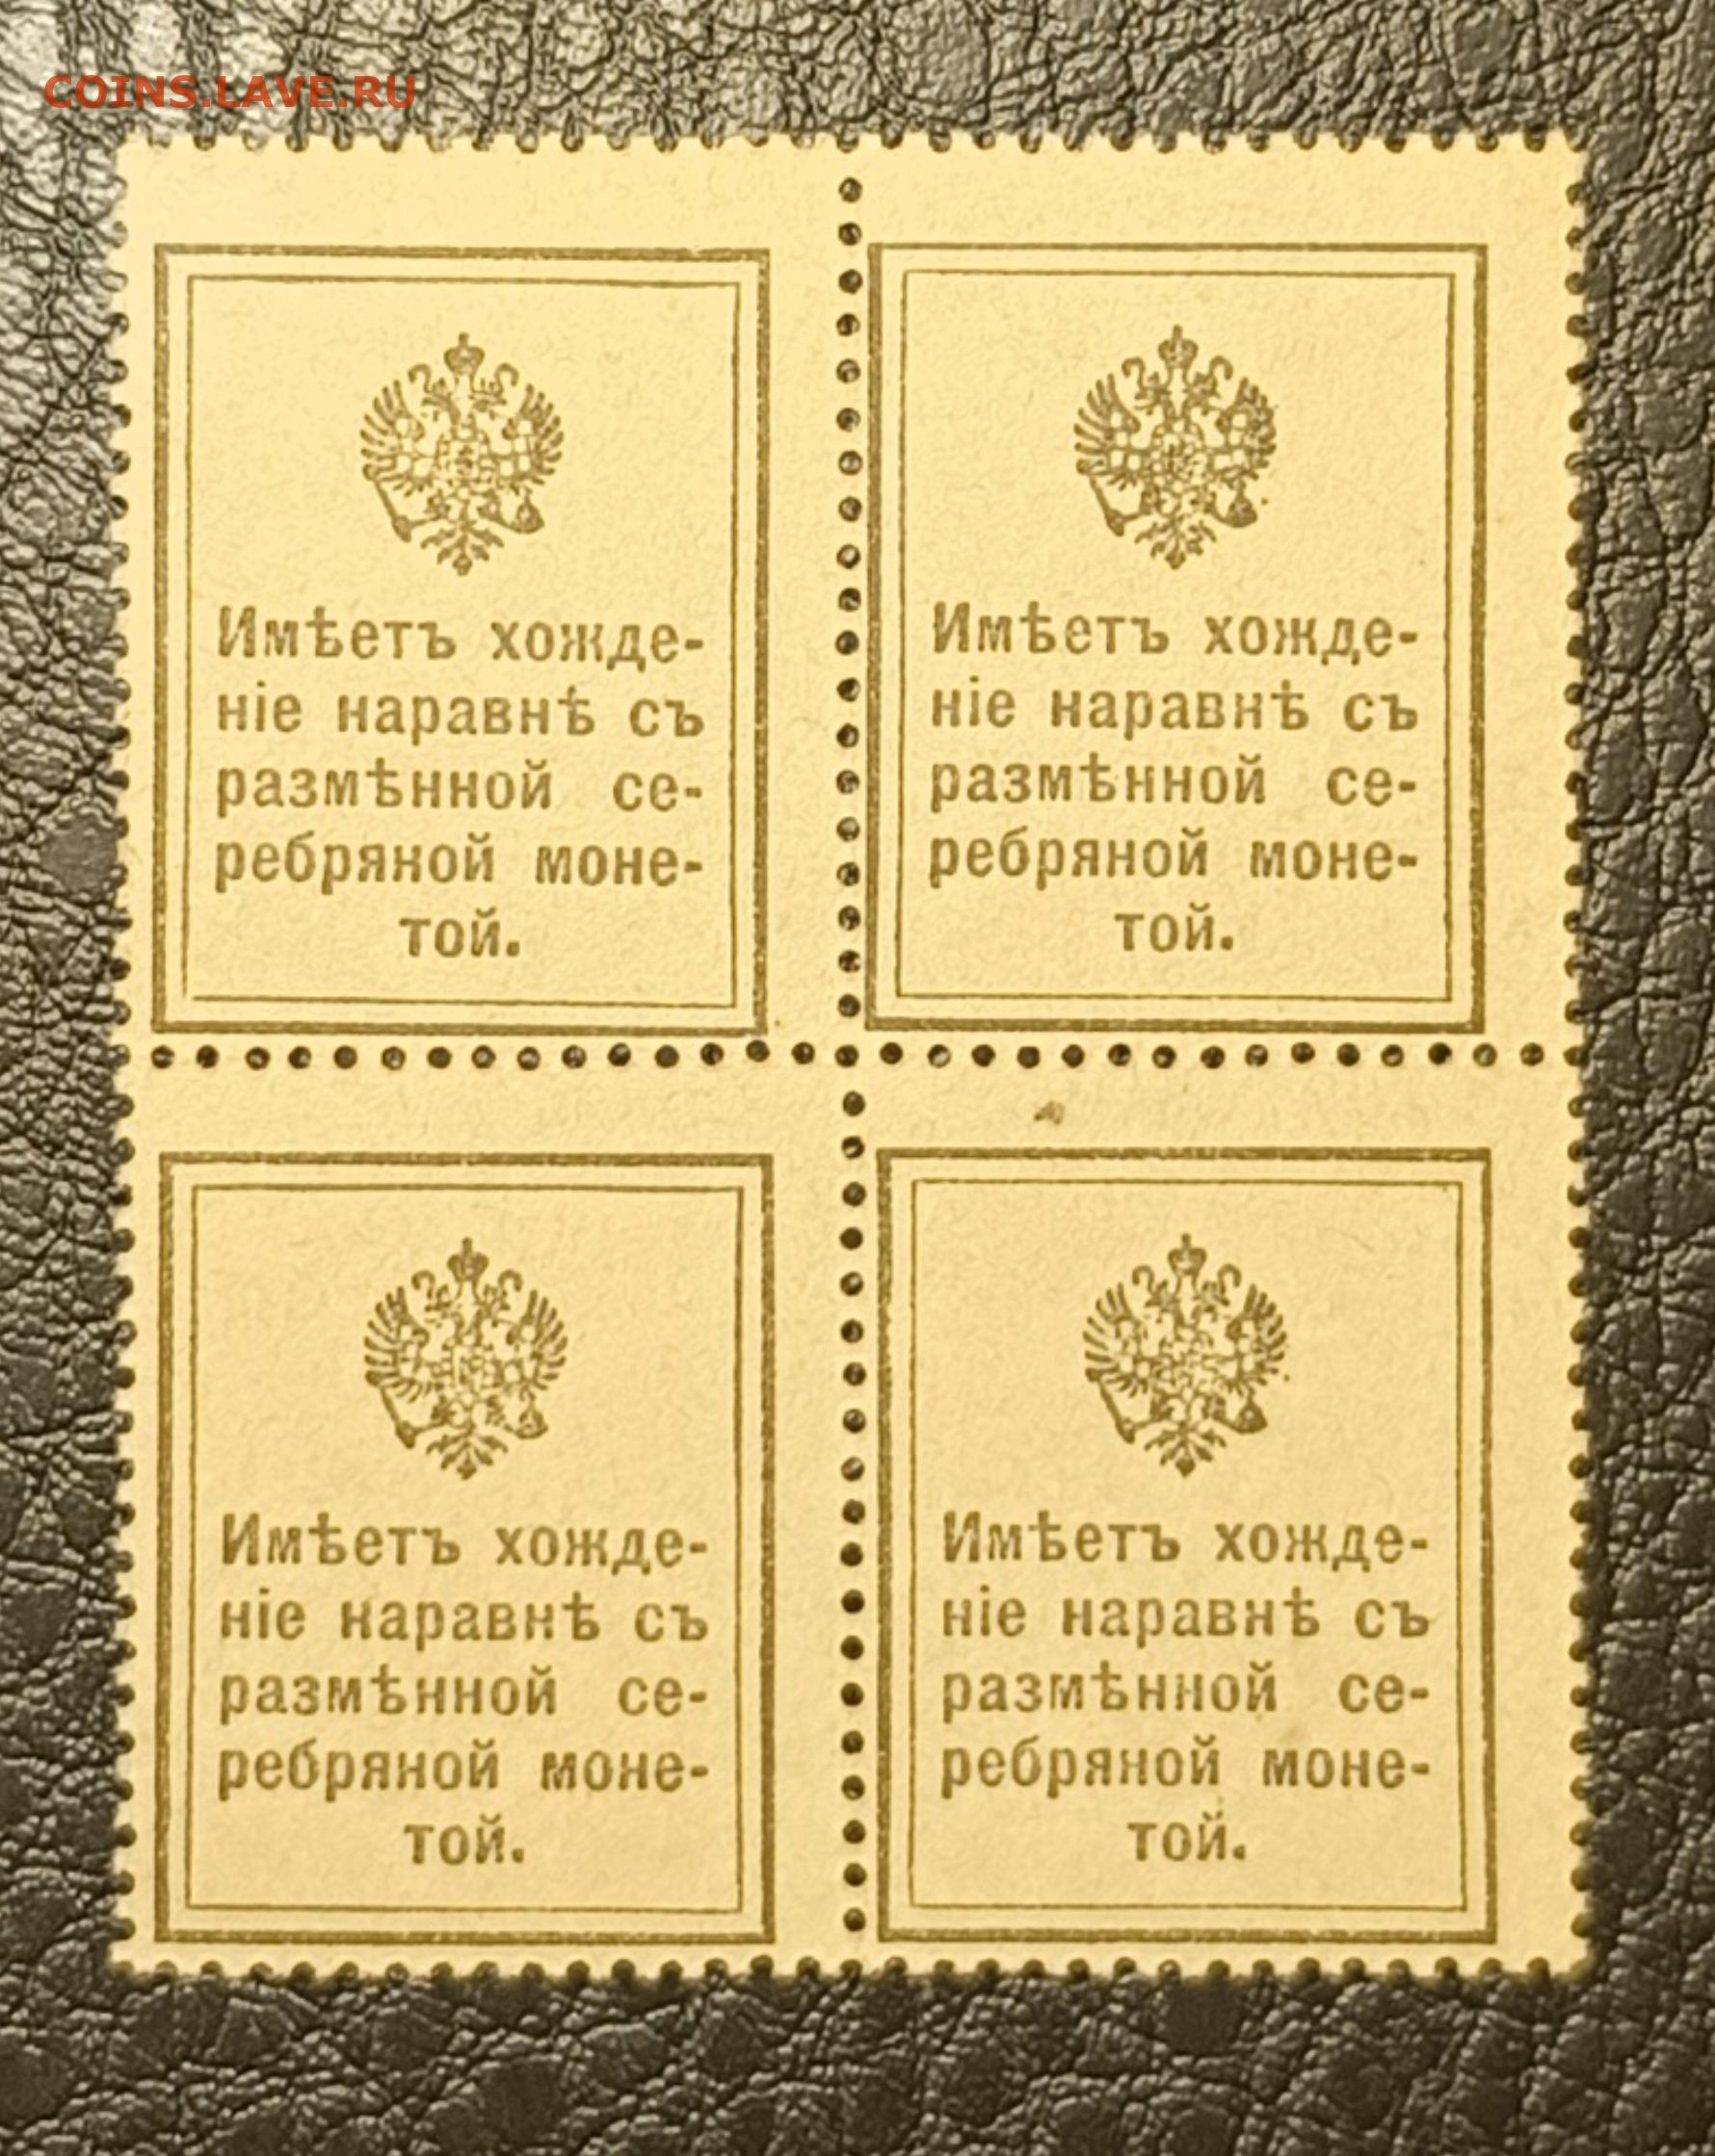 COINS.LAVE.RU
Имѣетъ хожде-
ніе наравнѣ съ
размѣнной се-
ребряной моне-
той.
Имѣетъ хожде-
ніе наравнѣ съ
размѣнной се-
ребряной моне-
той.
Имѣетъ хожде-
ніе наравнѣ съ
размѣнной се-
ребряной моне-
той.
Имѣетъ хожде-
ніе наравнѣ съ
размѣнной се-
ребряной моне-
той.